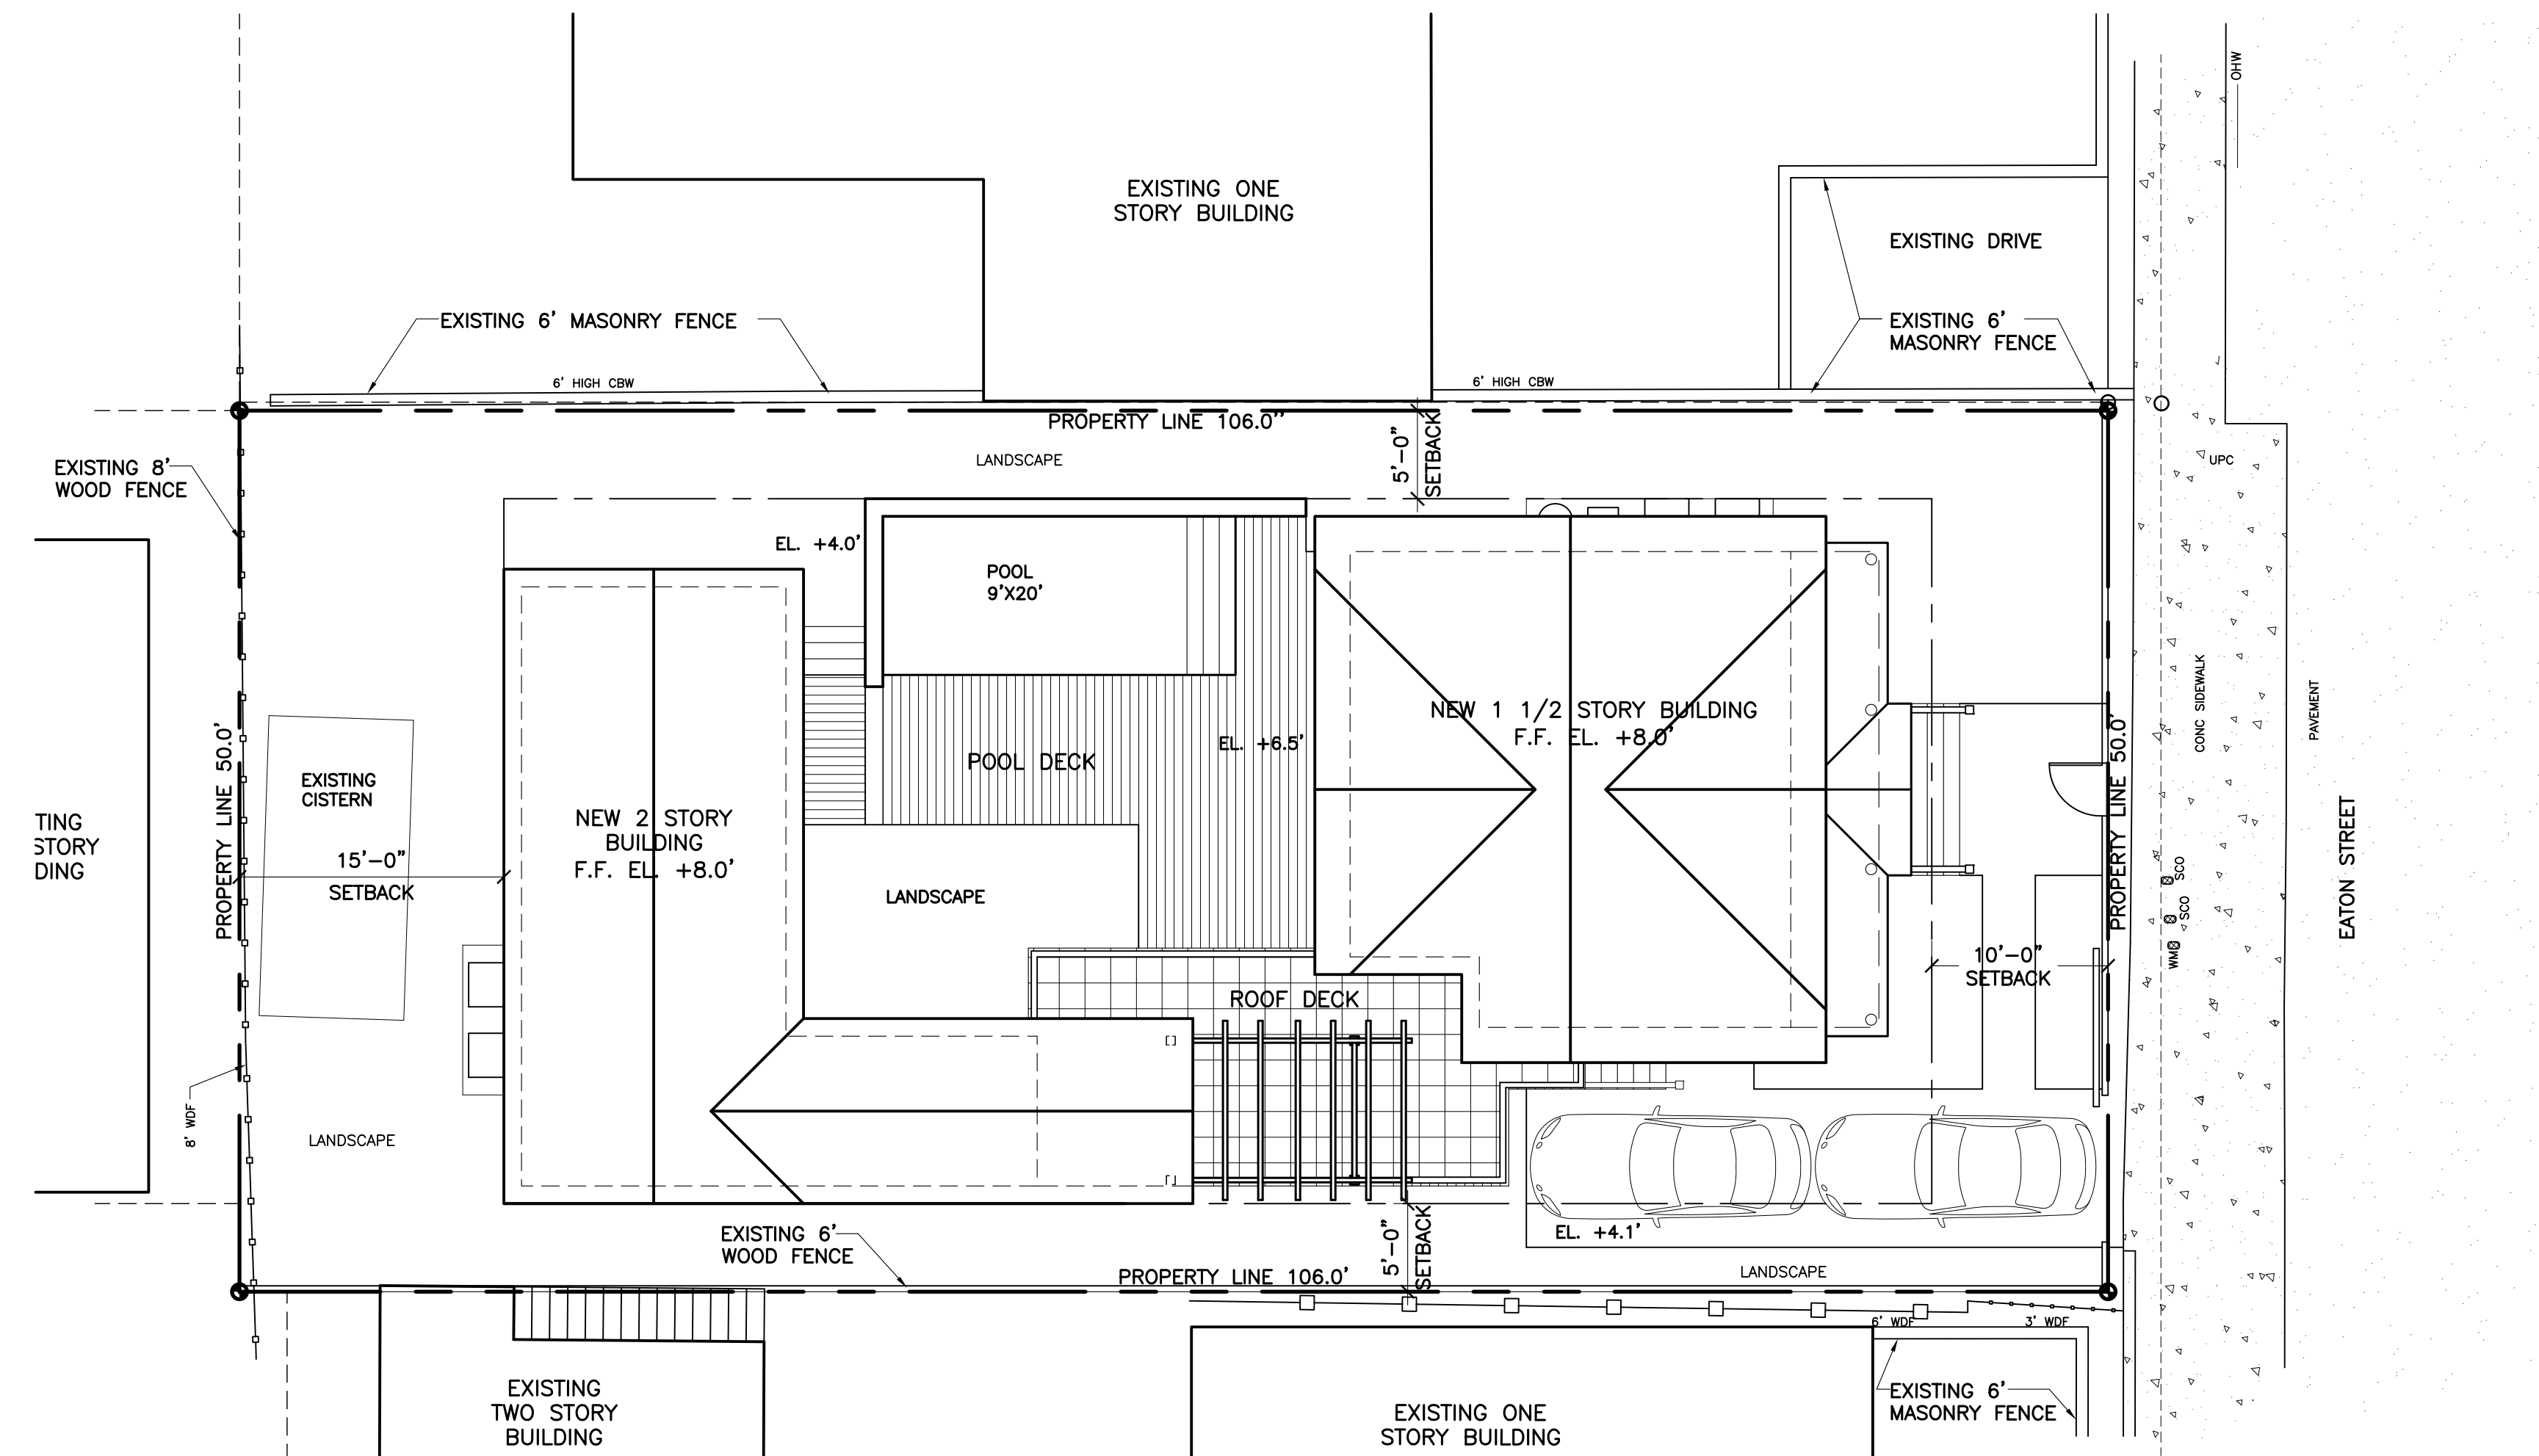 OHW
EXISTING ONE
STORY BUILDING
EXISTING DRIVE
EXISTING 6' MASONRY FENCE
EXISTING 6'
MASONRY FENCE
6' HIGH CBW
6' HIGH CBW
PROPERTY LINE 106.0''
5'-0"
SETBACK
LANDSCAPE
UPC
EXISTING 8'
WOOD FENCE
EL. +4.0'
POOL
9'X20'
NEW 1 1/2 STORY BUILDING
F.F. EL. +8.0'
EL. +6.5'
POOL DECK
CONC SIDEWALK
PAVEMENT
PROPERTY LINE 50.0'
PROPERTY LINE 50.0'
EXISTING
CISTERN
TING
STORY
DING
NEW 2 STORY
BUILDING
F.F. EL. +8.0'
15'-0"
SETBACK
LANDSCAPE
EATON STREET
SCO
SCO
WM
10'-0"
SETBACK
ROOF DECK
8' WDF
LANDSCAPE
EXISTING 6'
WOOD FENCE
5'-0"
SETBACK
EL. +4.1'
PROPERTY LINE 106.0'
LANDSCAPE
6' WDF
3' WDF
EXISTING
TWO STORY
BUILDING
EXISTING ONE
STORY BUILDING
EXISTING 6'
MASONRY FENCE